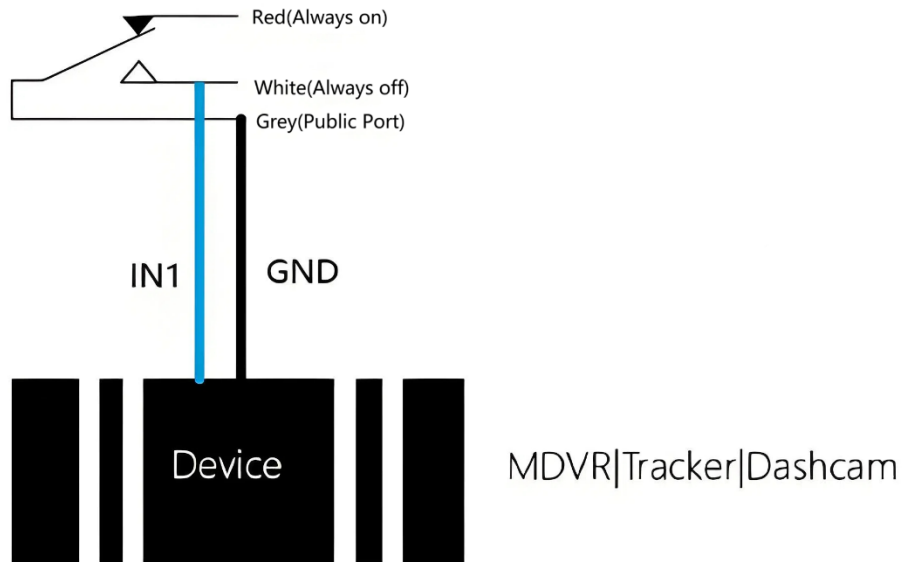 Red(Always on)
White(Always off)
Grey(Public Port)
IN1
GND
Device
MDVR|Tracker|Dashcam